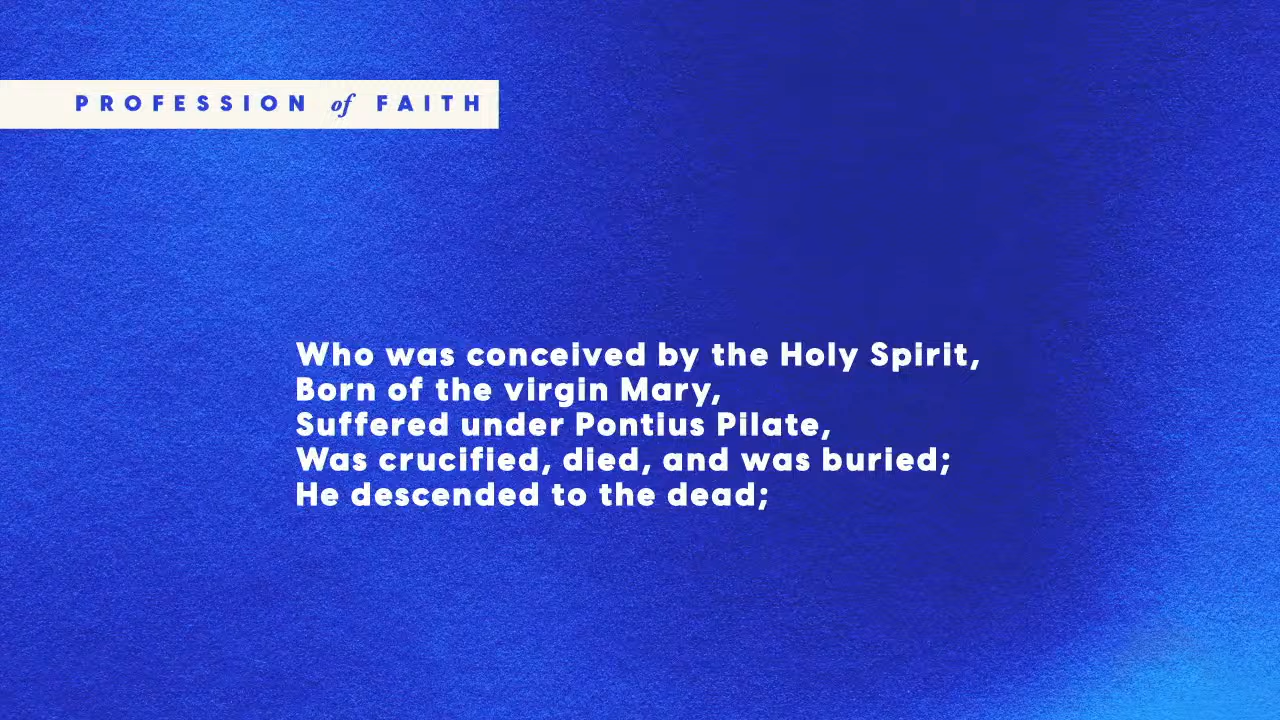 PROFESSION of FAITH
Who was conceived by the Holy Spirit,
Born of the virgin Mary,
Suffered under Pontius Pilate,
Was crucified, died, and was buried;
He descended to the dead;